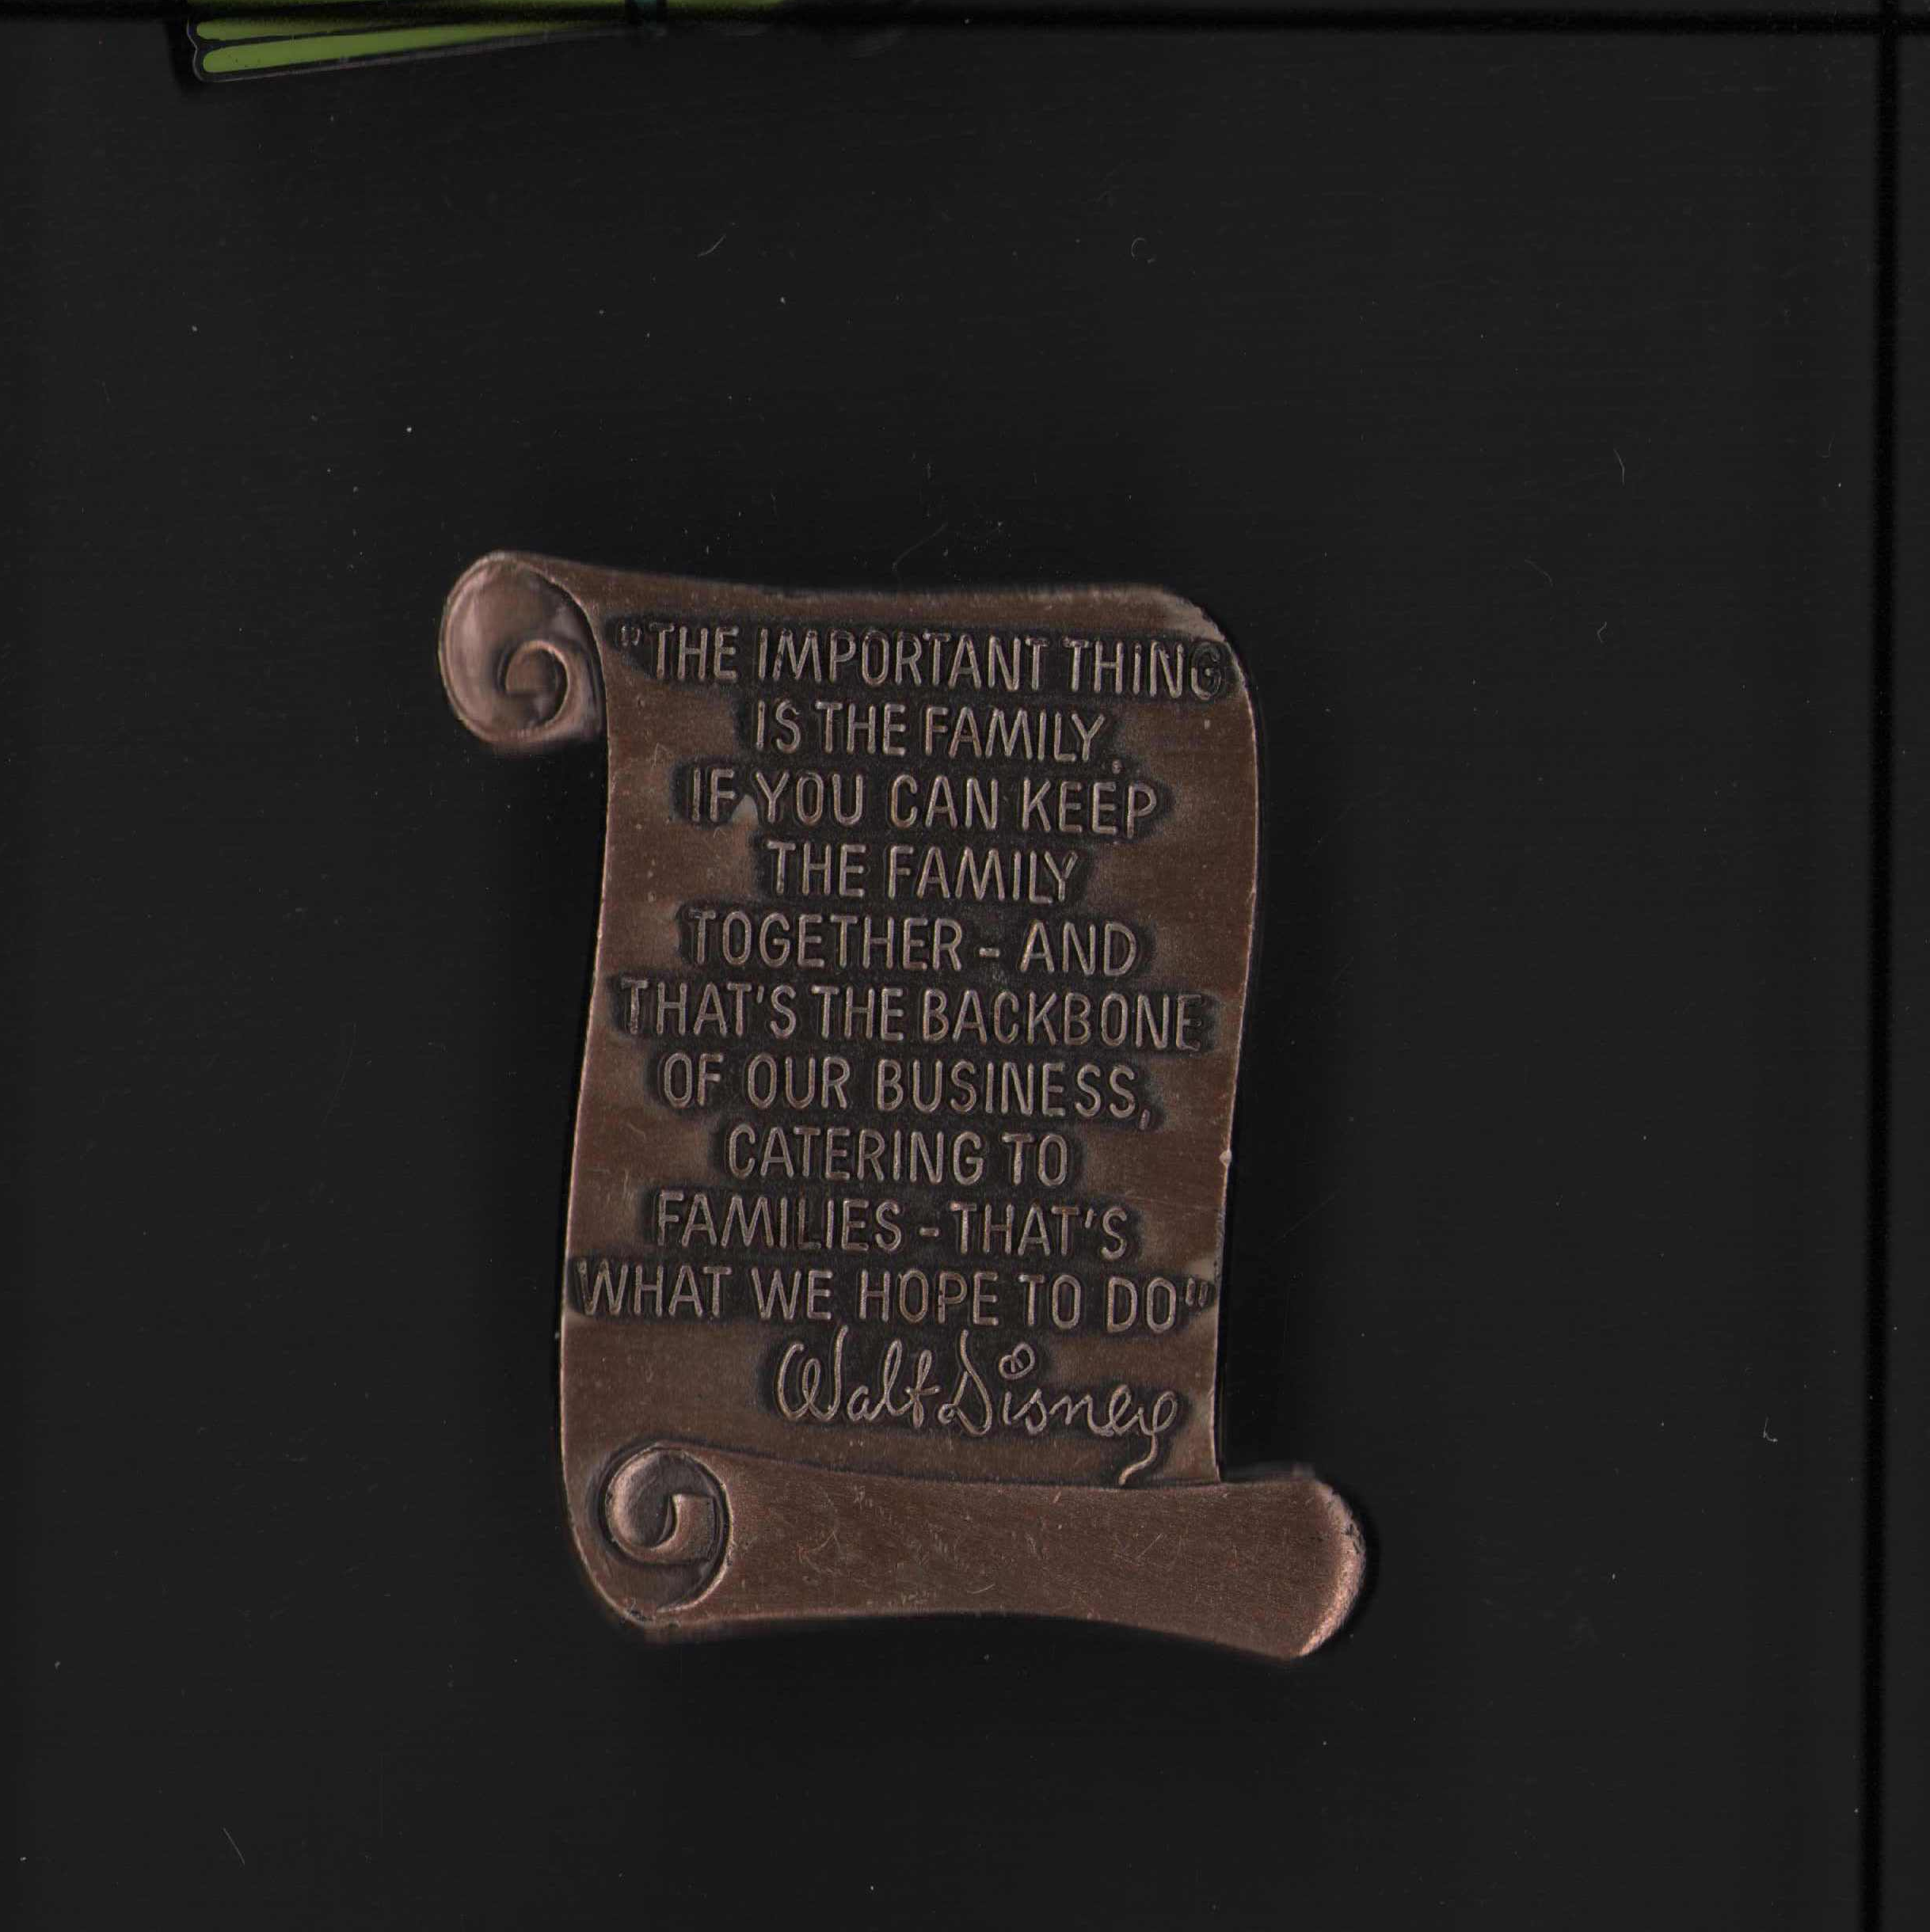 "THE IMPORTANT THING
IS THE FAMILY.
IF YOU CAN KEEP
THE FAMILY
TOGETHER - AND
THAT'S THE BACKBONE
OF OUR BUSINESS,
CATERING TO
FAMILIES - THAT'S
WHAT WE HOPE TO DO"
Walt Disney